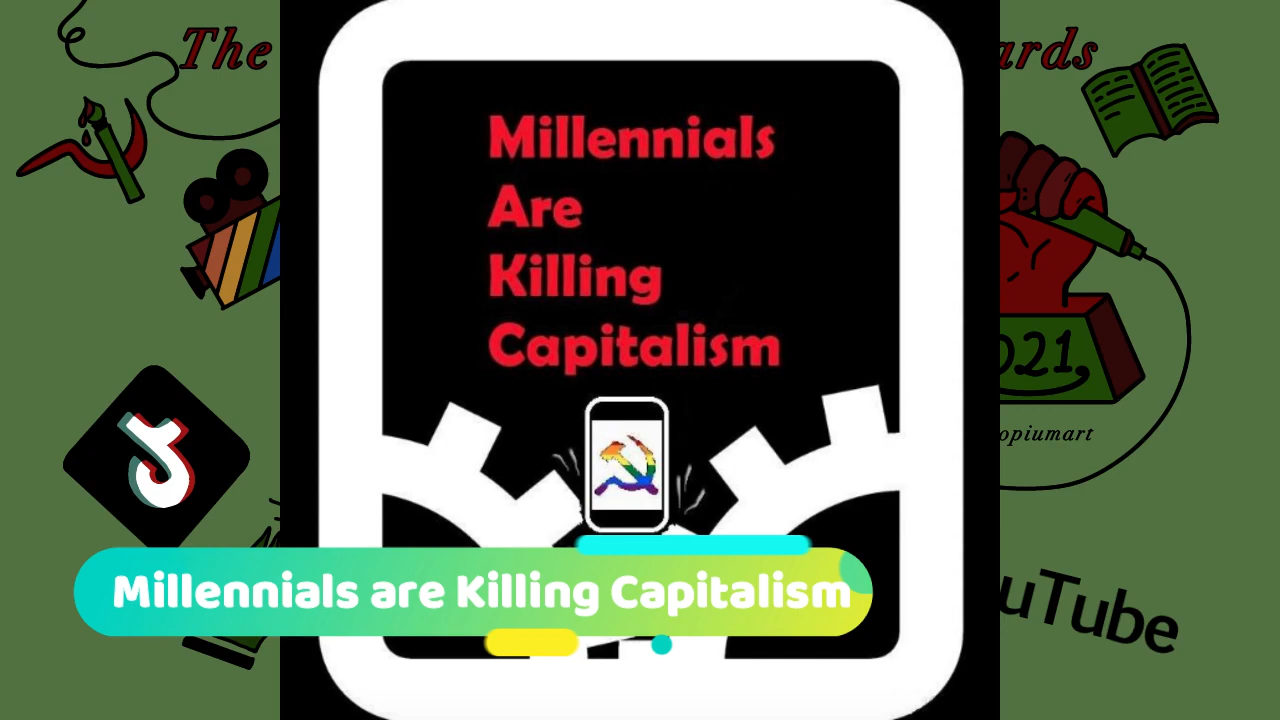 The
ards
Millennials
Are
Killing
Capitalism
021
opiumart
Millennials are Killing Capitalism
uTube